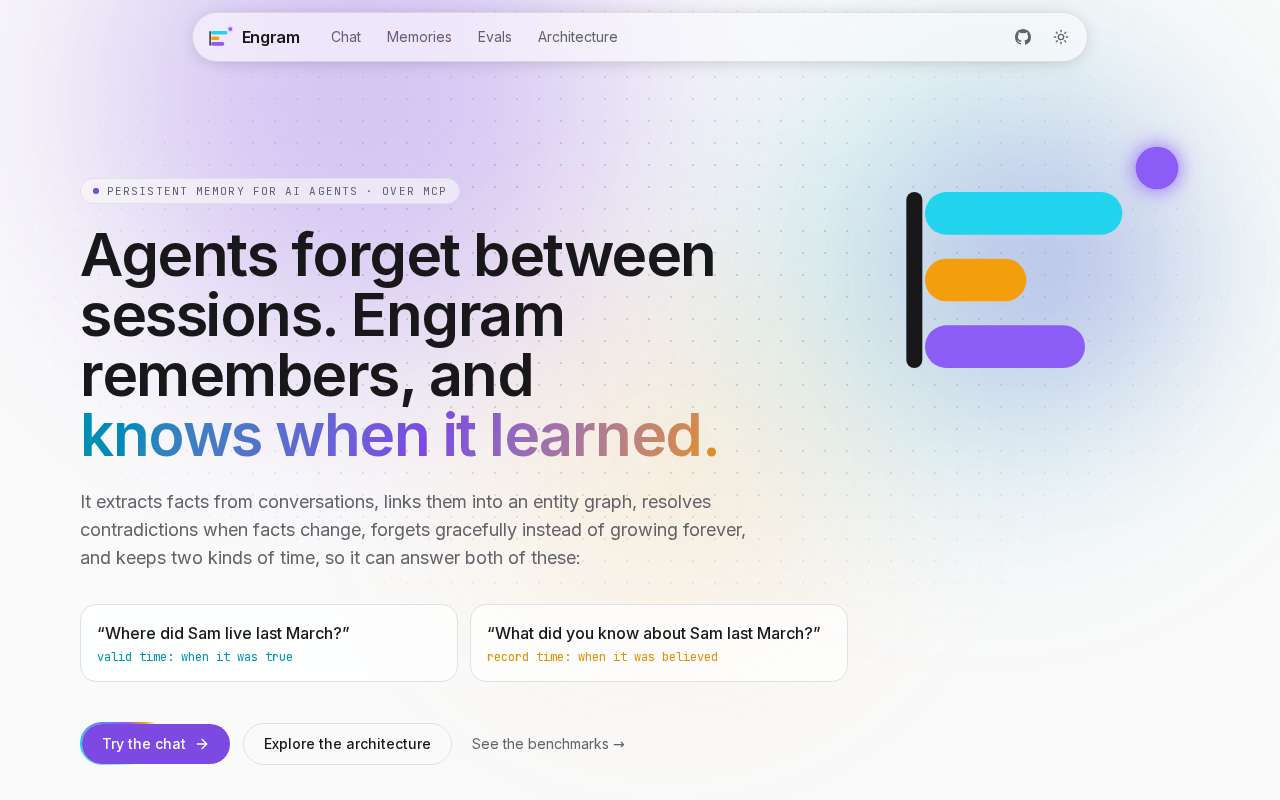 Engram
Chat
Memories
Evals
Architecture
PERSISTENT MEMORY FOR AI AGENTS · OVER MCP
Agents forget between
sessions. Engram
remembers, and
knows when it learned.
It extracts facts from conversations, links them into an entity graph, resolves
contradictions when facts change, forgets gracefully instead of growing forever,
and keeps two kinds of time, so it can answer both of these:
“Where did Sam live last March?”
valid time: when it was true
“What did you know about Sam last March?”
record time: when it was believed
Try the chat →
Explore the architecture
See the benchmarks →